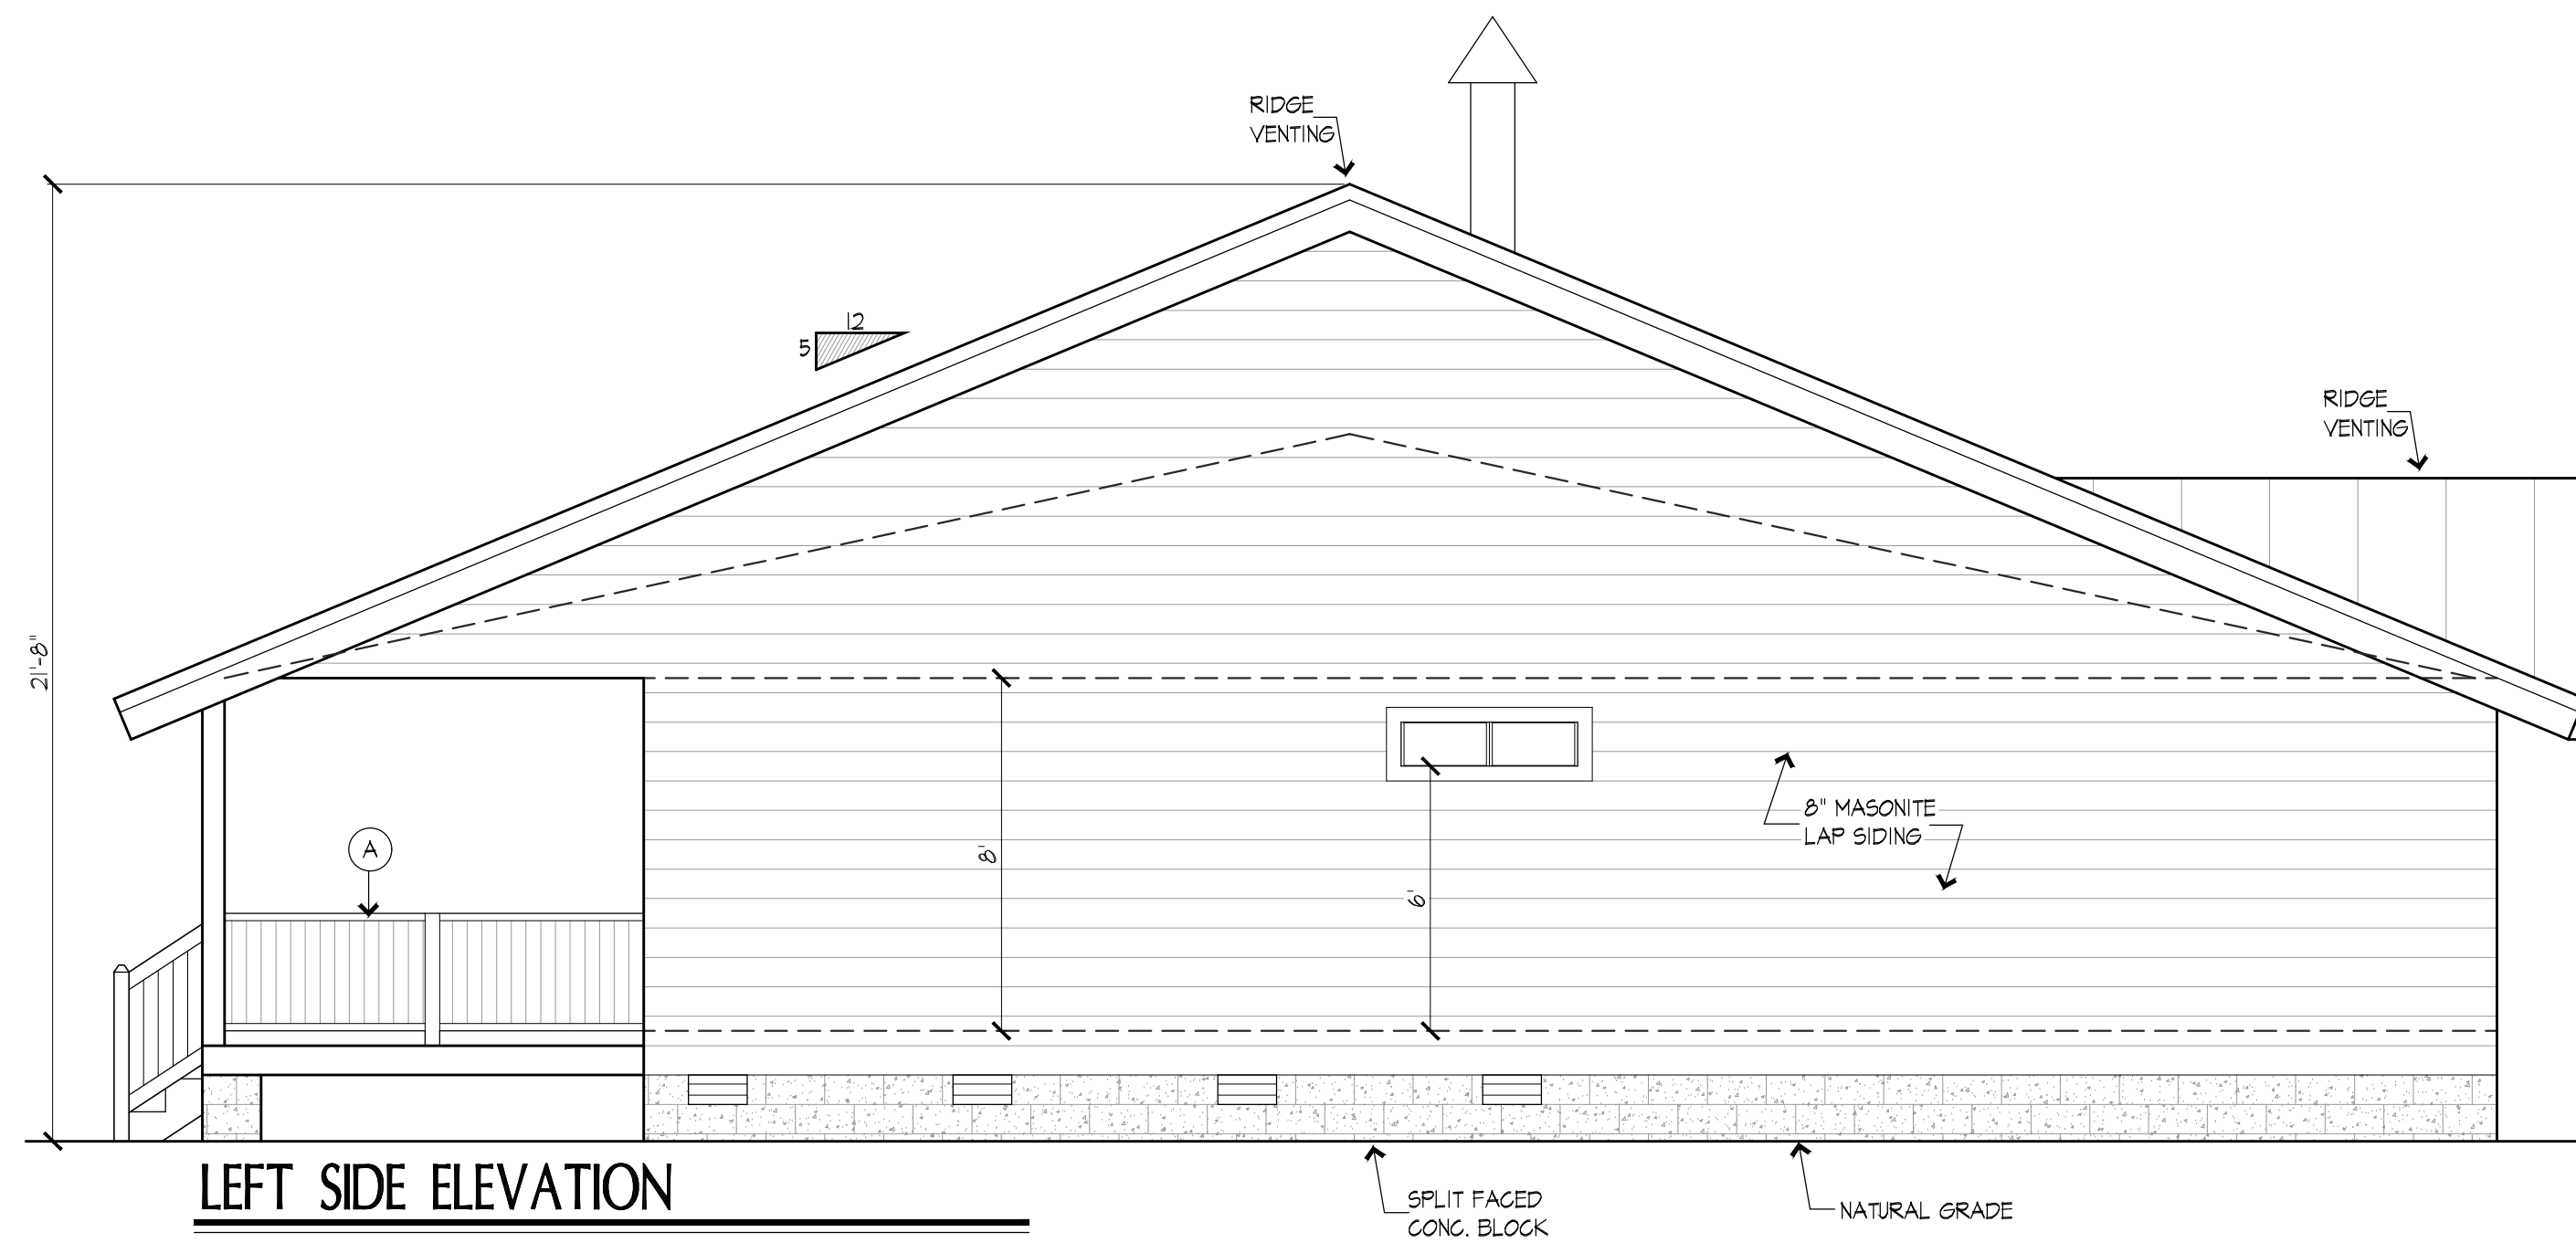 RIDGE
VENTING
12
5
RIDGE
VENTING
21'-8"
8" MASONITE
LAP SIDING
A
8'
6'
LEFT SIDE ELEVATION
SPLIT FACED
CONC. BLOCK
NATURAL GRADE